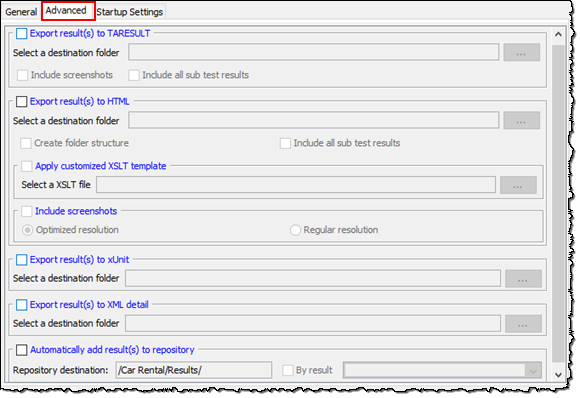 General Advanced Startup Settings
Export result(s) to TARESULT
Select a destination folder ...
Include screenshots Include all sub test results
Export result(s) to HTML
Select a destination folder ...
Create folder structure Include all sub test results
Apply customized XSLT template
Select a XSLT file ...
Include screenshots
Optimized resolution Regular resolution
Export result(s) to xUnit
Select a destination folder ...
Export result(s) to XML detail
Select a destination folder ...
Automatically add result(s) to repository
Repository destination: /Car Rental/Results/ By result